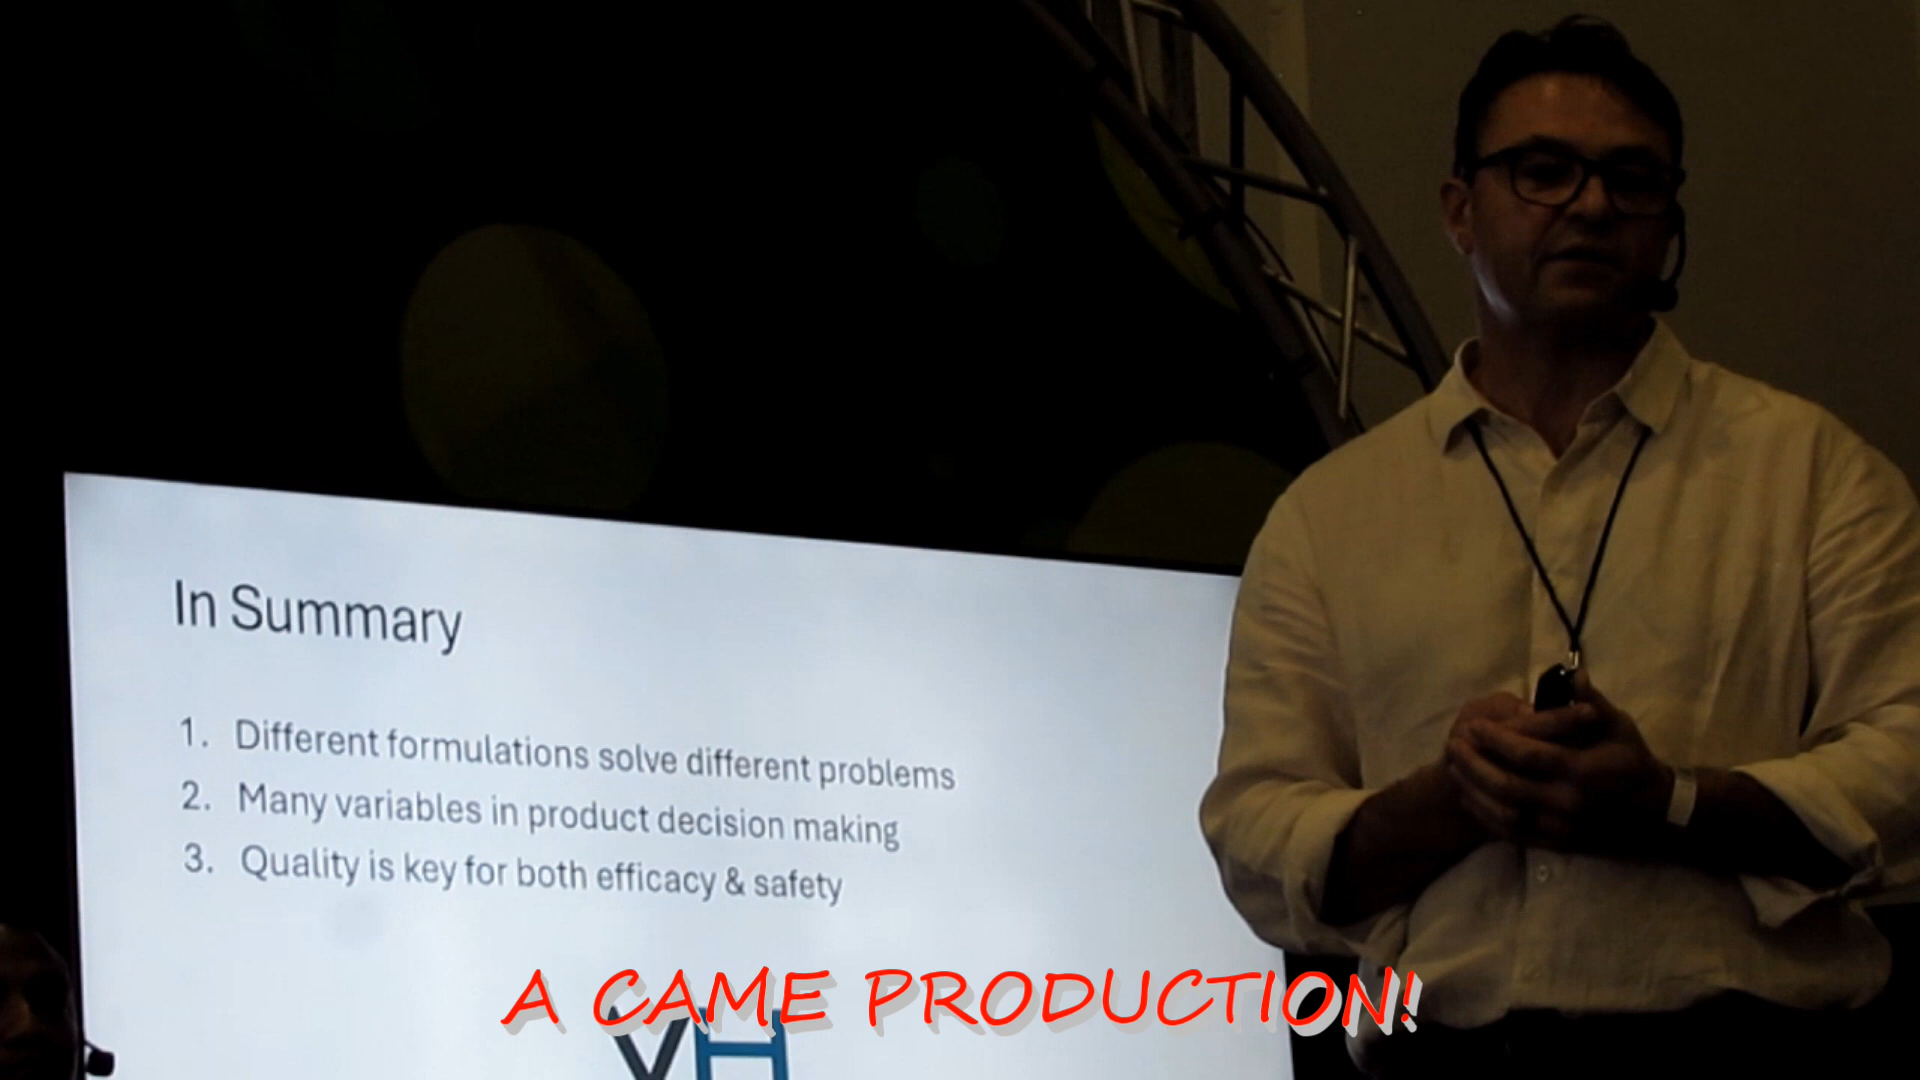 In Summary
1. Different formulations solve different problems
2. Many variables in product decision making
3. Quality is key for both efficacy & safety
A CAME PRODUCTION!
VH